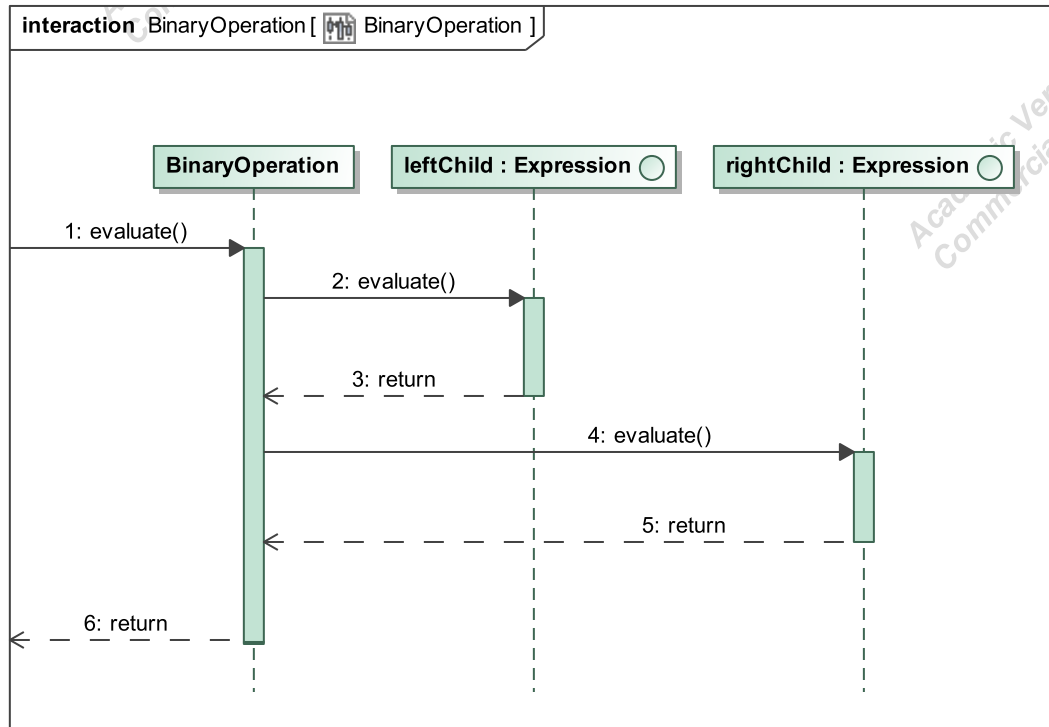 interaction BinaryOperation [ BinaryOperation ]
BinaryOperation
leftChild : Expression
rightChild : Expression
1: evaluate()
2: evaluate()
3: return
4: evaluate()
5: return
6: return